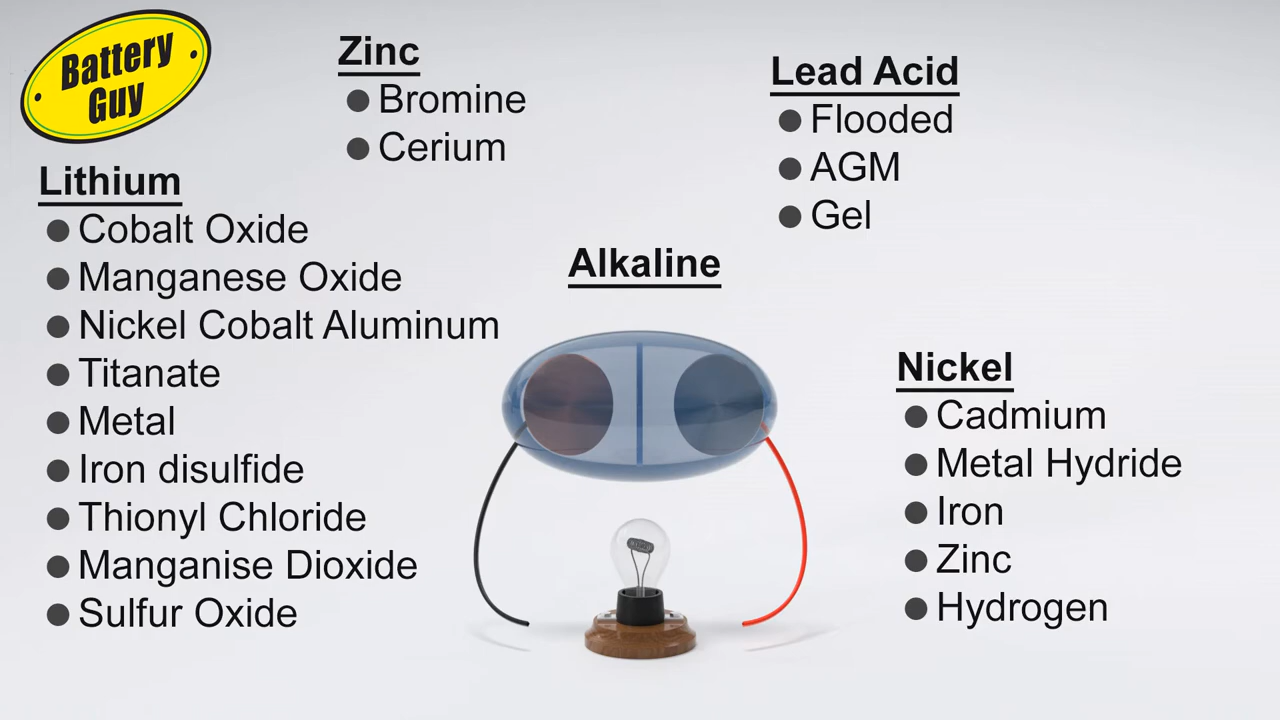 Battery
Guy
Zinc
Bromine
Cerium
Lead Acid
Flooded
AGM
Gel
Lithium
Cobalt Oxide
Manganese Oxide
Nickel Cobalt Aluminum
Titanate
Metal
Iron disulfide
Thionyl Chloride
Manganise Dioxide
Sulfur Oxide
Alkaline
Nickel
Cadmium
Metal Hydride
Iron
Zinc
Hydrogen